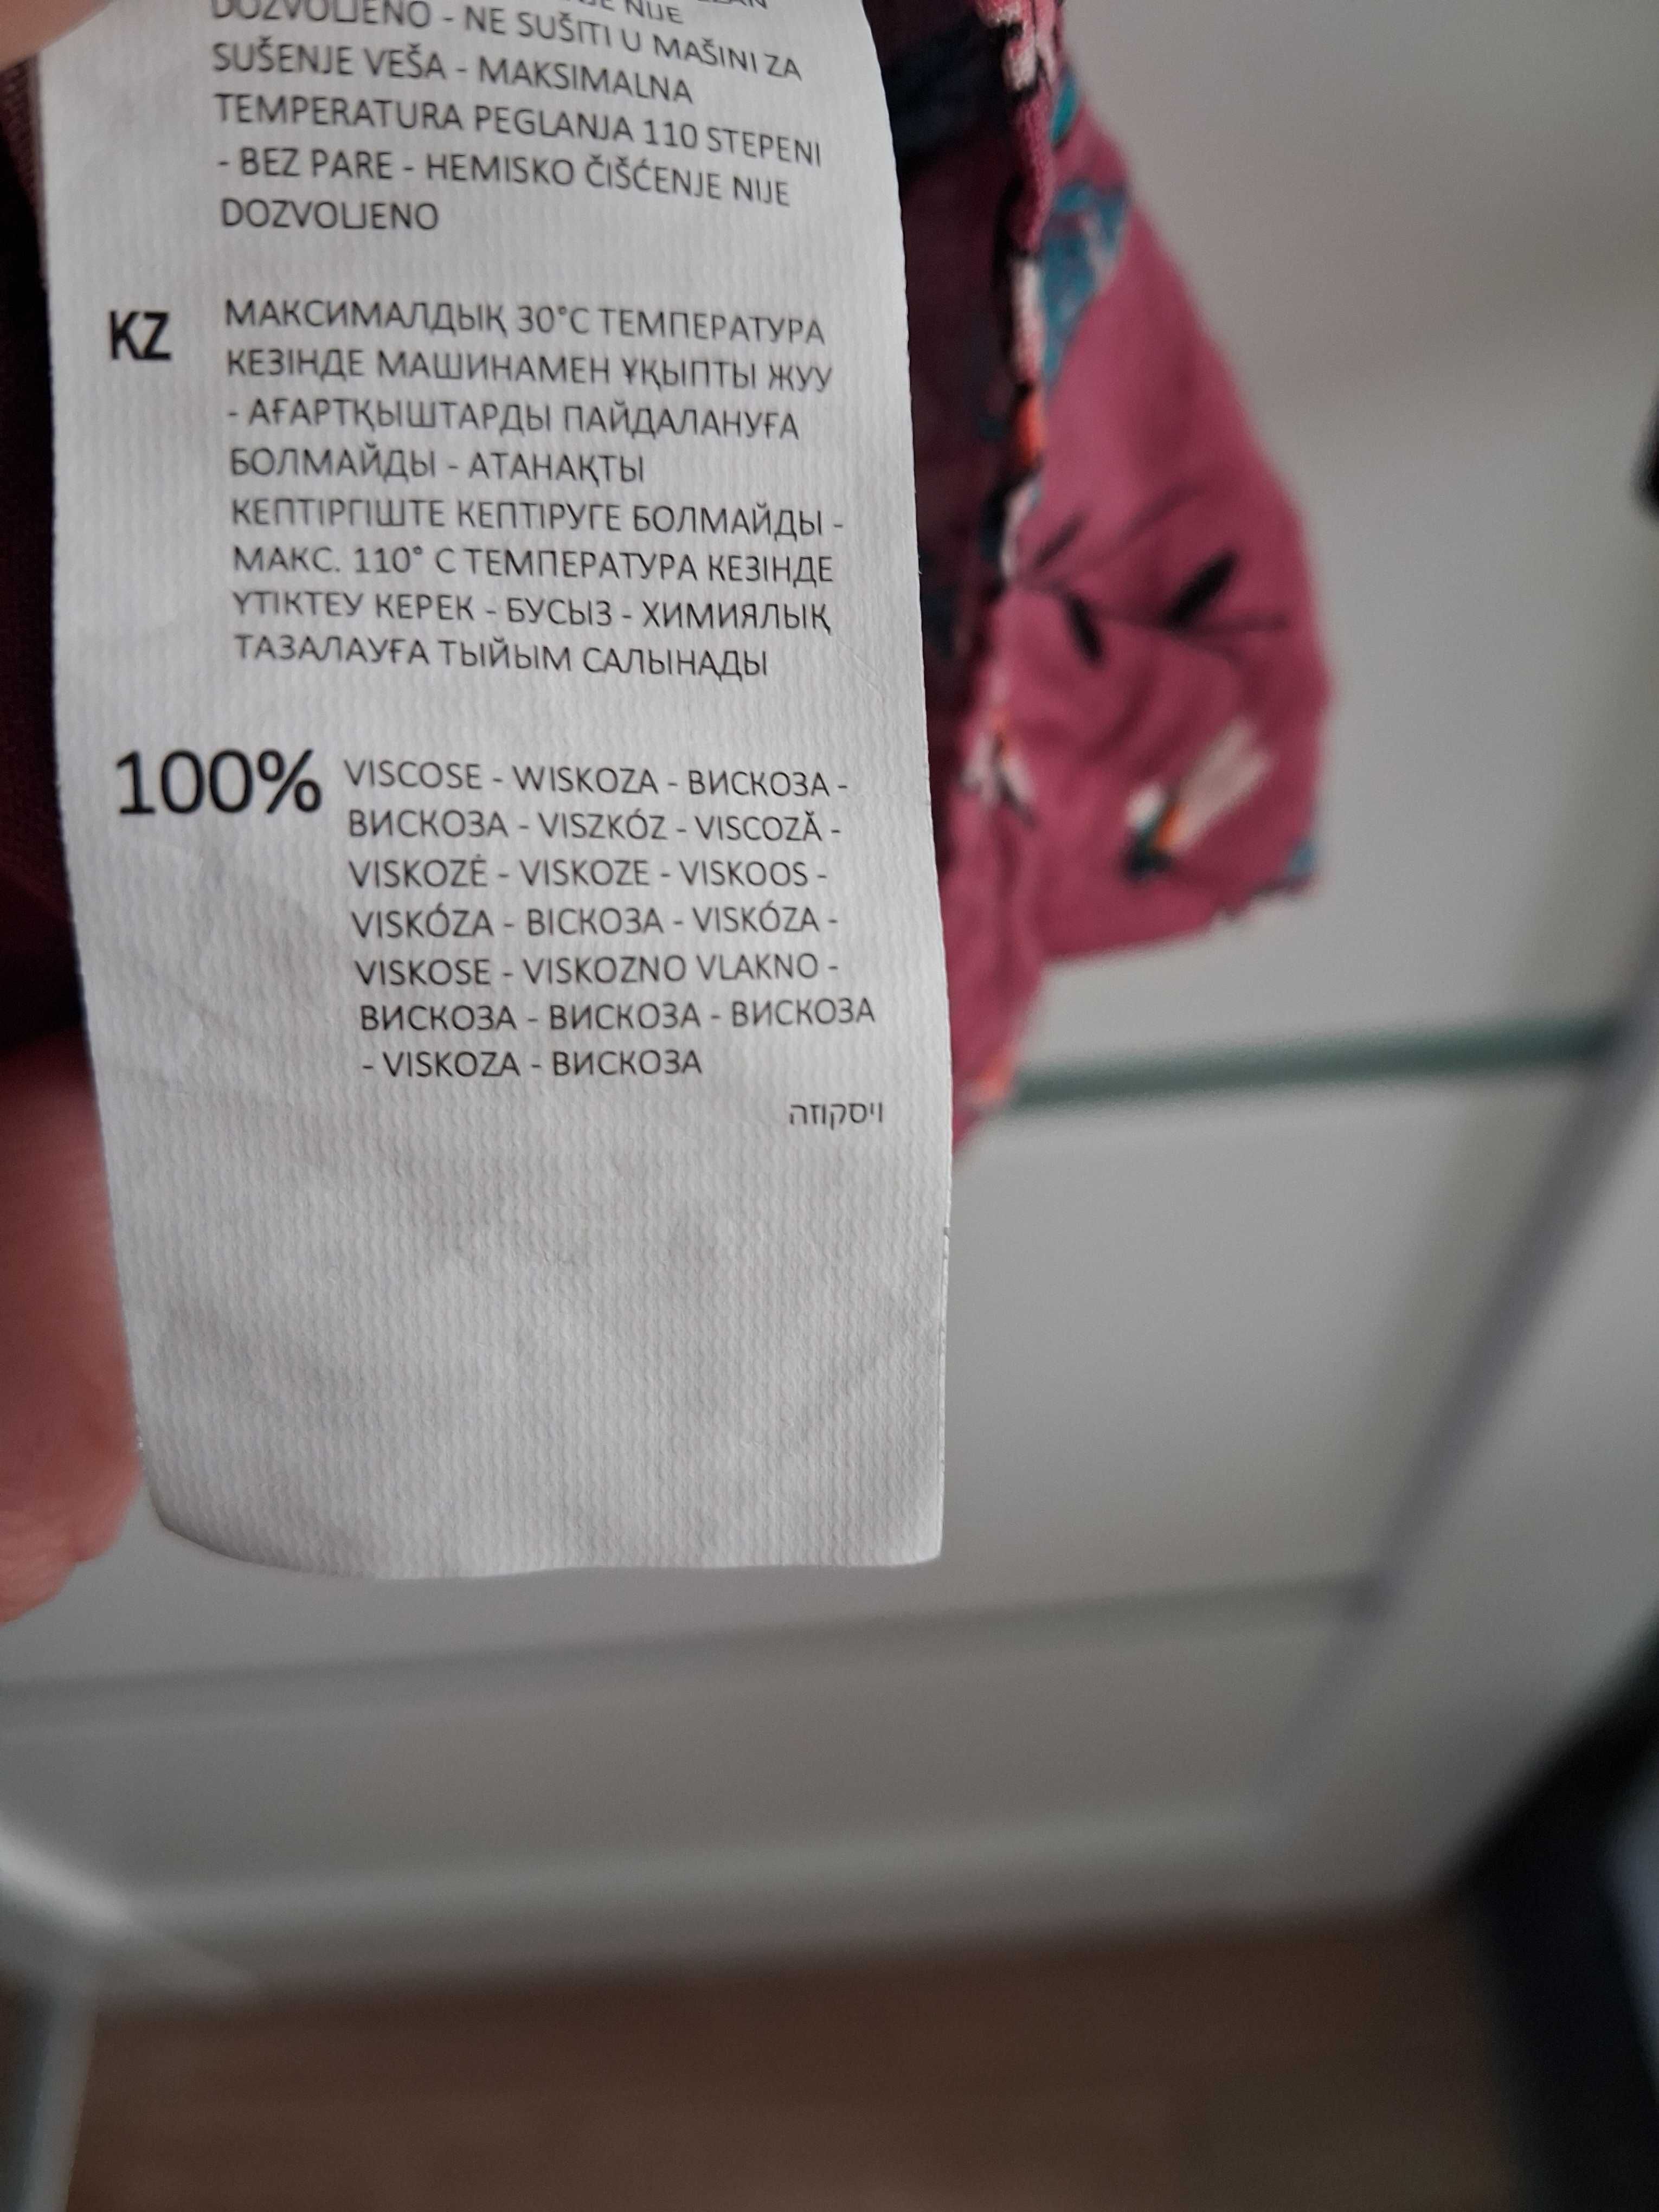 NIJE
DOZVOLJENO - NE SUŠITI U MAŠINI ZA
SUŠENJE VEŠA - MAKSIMALNA
TEMPERATURA PEGLANJA 110 STEPENI
- BEZ PARE - HEMISKO ČIŠĆENJE NIJE
DOZVOLJENO
KZ
МАКСИМАЛДЫҚ 30°C ТЕМПЕРАТУРА
КЕЗІНДЕ МАШИНАМЕН ҰҚЫПТЫ ЖУУ
- АҒАРТҚЫШТАРДЫ ПАЙДАЛАНУҒА
БОЛМАЙДЫ - АТАНАҚТЫ
КЕПТІРГІШТЕ КЕПТІРУГЕ БОЛМАЙДЫ -
МАКС. 110° C ТЕМПЕРАТУРА КЕЗІНДЕ
ҮТІКТЕУ КЕРЕК - БУСЫЗ - ХИМИЯЛЫҚ
ТАЗАЛАУҒА ТЫЙЫМ САЛЫНАДЫ
100% VISCOSE - WISKOZA - ВИСКОЗА -
ВИСКОЗА - VISZKÓZ - VISCOZĂ -
VISKOZĖ - VISKOZE - VISKOOS -
VISKÓZA - ВІСКОЗА - VISKÓZA -
VISKOSE - VISKOZNO VLAKNO -
ВИСКОЗА - ВИСКОЗА - ВИСКОЗА
- VISKOZA - ВИСКОЗА
ויסקוזה